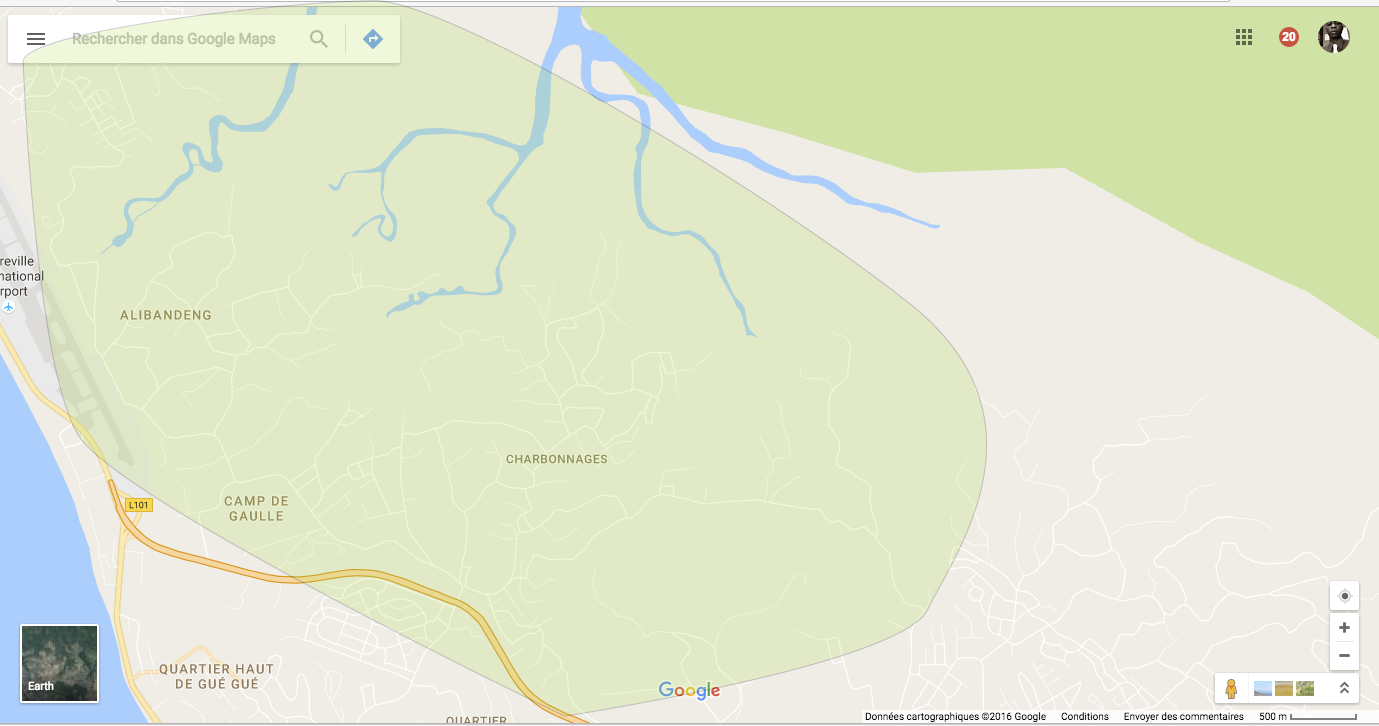 Rechercher dans Google Maps
20
reville
national
rport
ALIBANDENG
CHARBONNAGES
CAMP DE
GAULLE
L101
QUARTIER HAUT
DE GUÉ GUÉ
Earth
Google
QUARTIER
Données cartographiques ©2016 Google Conditions Envoyer des commentaires 500 m